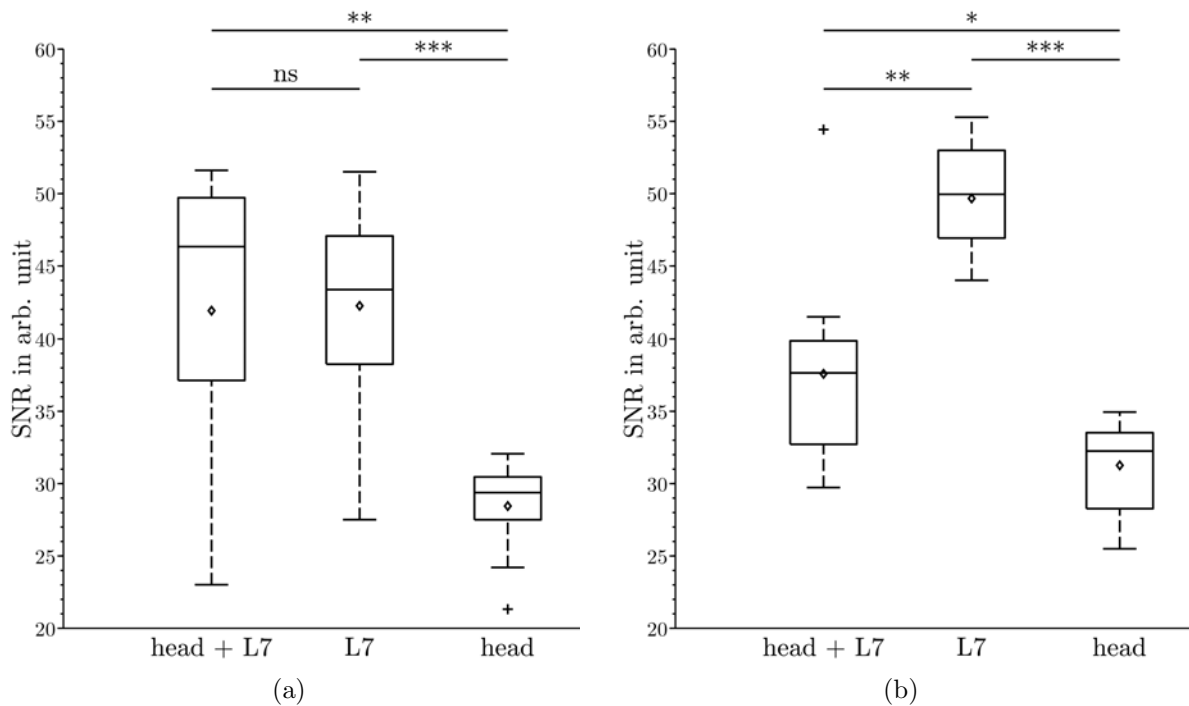 **
***
ns
60
55
50
45
40
35
30
25
20
SNR in arb. unit
head + L7
L7
head
(a)
*
***
**
60
55
50
45
40
35
30
25
20
SNR in arb. unit
head + L7
L7
head
(b)